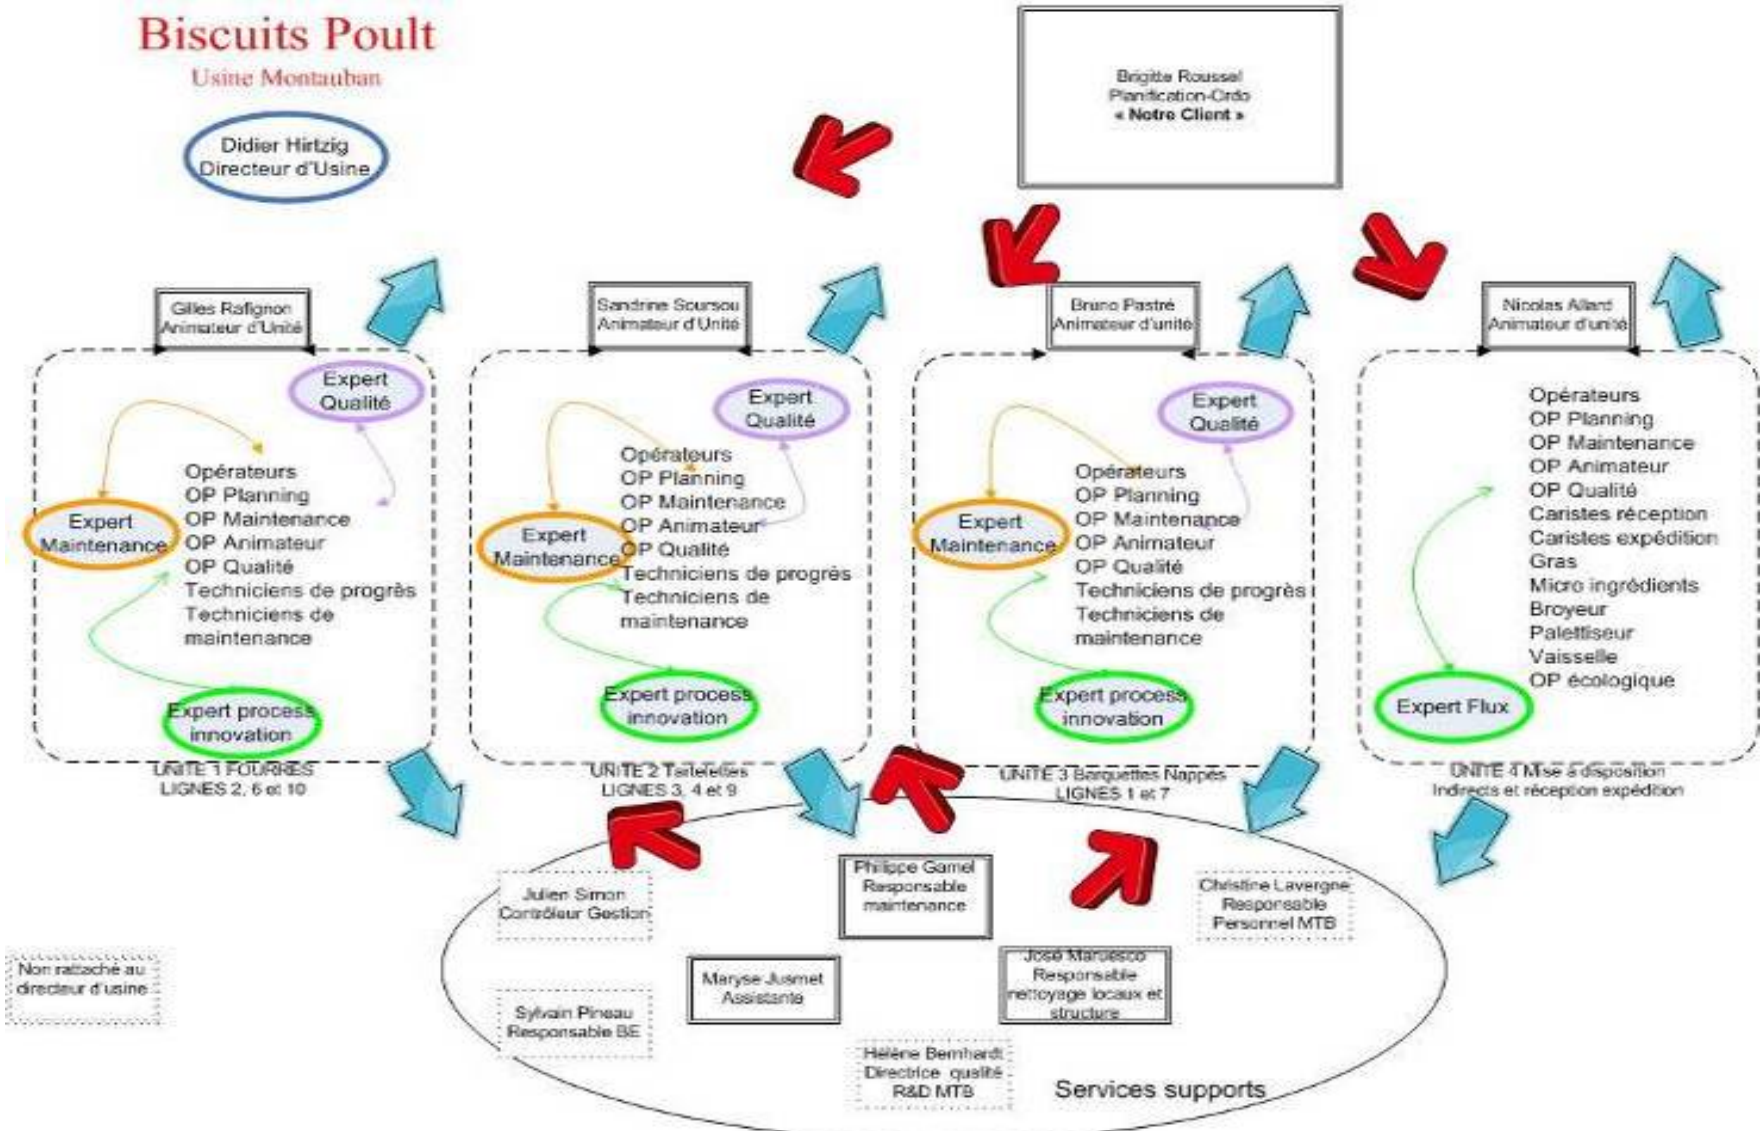 Biscuits Poult
Usine Montauban
Didier Hirtzig
Directeur d'Usine
Brigitte Roussel
Planification-Ordo
« Notre Client »
Gilles Rafignon
Animateur d'Unité
Sandrine Soursou
Animateur d'Unité
Bruno Pastré
Animateur d'unité
Nicolas Allard
Animateur d'unité
Expert
Qualité
Opérateurs
OP Planning
OP Maintenance
OP Animateur
OP Qualité
Techniciens de progrès
Techniciens de
maintenance
Expert
Maintenance
Expert process
innovation
UNITE 1 FOURRES
LIGNES 2, 6 et 10
Expert
Qualité
Opérateurs
OP Planning
OP Maintenance
OP Animateur
OP Qualité
Techniciens de progrès
Techniciens de
maintenance
Expert
Maintenance
Expert process
innovation
UNITE 2 Tartelettes
LIGNES 3, 4 et 9
Expert
Qualité
Opérateurs
OP Planning
OP Maintenance
OP Animateur
OP Qualité
Techniciens de progrès
Techniciens de
maintenance
Expert
Maintenance
Expert process
innovation
UNITE 3 Barquettes Nappés
LIGNES 1 et 7
Opérateurs
OP Planning
OP Maintenance
OP Animateur
OP Qualité
Caristes réception
Caristes expédition
Gras
Micro ingrédients
Broyeur
Palettiseur
Vaisselle
OP écologique
Expert Flux
UNITE 4 Mise à disposition
Indirects et réception expédition
Julien Simon
Contrôleur Gestion
Philippe Gamel
Responsable
maintenance
Christine Lavergne
Responsable
Personnel MTB
Non rattaché au
directeur d'usine
Maryse Jusmet
Assistante
José Maruesco
Responsable
nettoyage locaux et
structure
Sylvain Pineau
Responsable BE
Hélène Bernhardt
Directrice qualité
R&D MTB
Services supports